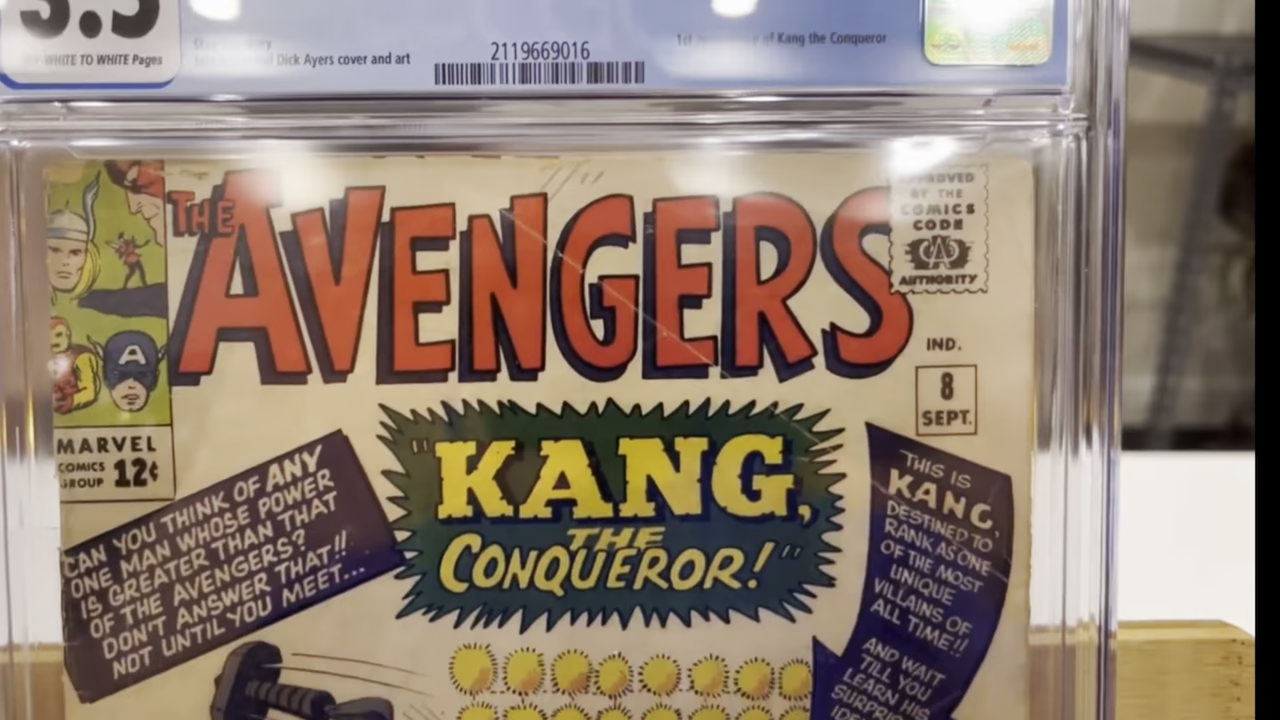 WHITE TO WHITE Pages
Dick Ayers cover and art
2119669016
of Kang the Conqueror
THE
AVENGERS
BY THE
COMICS
CODE
AUTHORITY
IND.
8
SEPT.
MARVEL
COMICS
GROUP 12¢
CAN YOU THINK OF ANY
ONE MAN WHOSE POWER
IS GREATER THAN THAT
OF THE AVENGERS?
DON'T ANSWER THAT!!
NOT UNTIL YOU MEET...
"KANG,
THE
CONQUEROR!"
THIS IS
KANG,
DESTINED TO
RANK AS ONE
OF THE MOST
UNIQUE
VILLAINS OF
ALL TIME!!
AND WAIT
TILL YOU
LEARN HIS